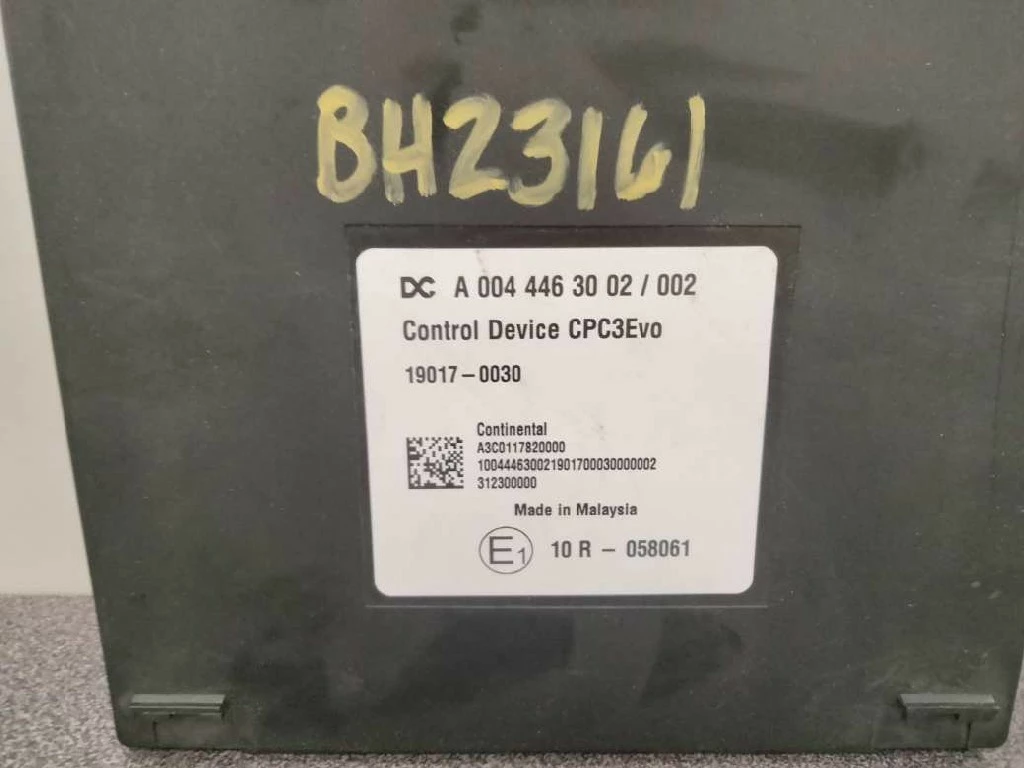 BH23161
DC A 004 446 30 02 / 002
Control Device CPC3Evo
19017-0030
Continental
A3C0117820000
10044463002190170003000002
312300000
Made in Malaysia
E1 10 R - 058061